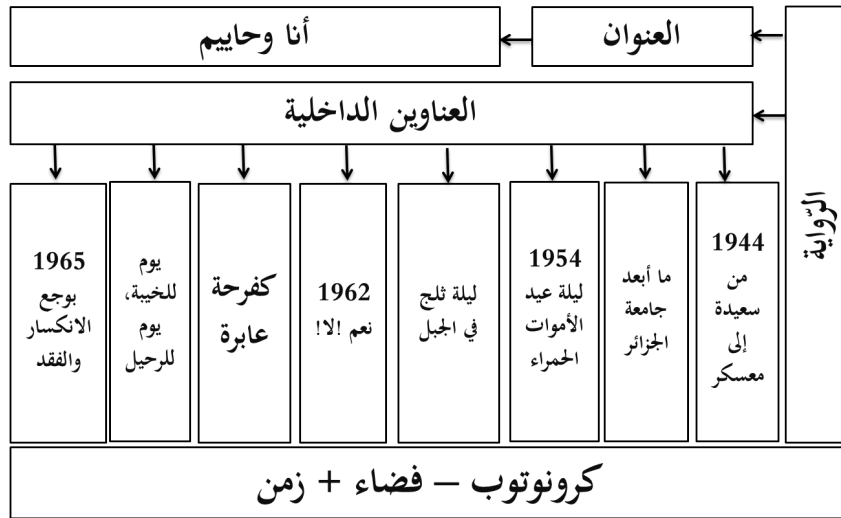 الرّواية
العنوان
أنا وحاييم
العناوين الداخلية
1944
من
سعيدة
إلى
معسكر
ما أبعد
جامعة
الجزائر
1954
ليلة عيد
الأموات
الحمراء
ليلة ثلج
في الجبل
1962
نعم !لا!
كفرحة
عابرة
يوم
للخيبة،
يوم
للرحيل
1965
بوجع
الانكسار
والفقد
كرونوتوب – فضاء + زمن